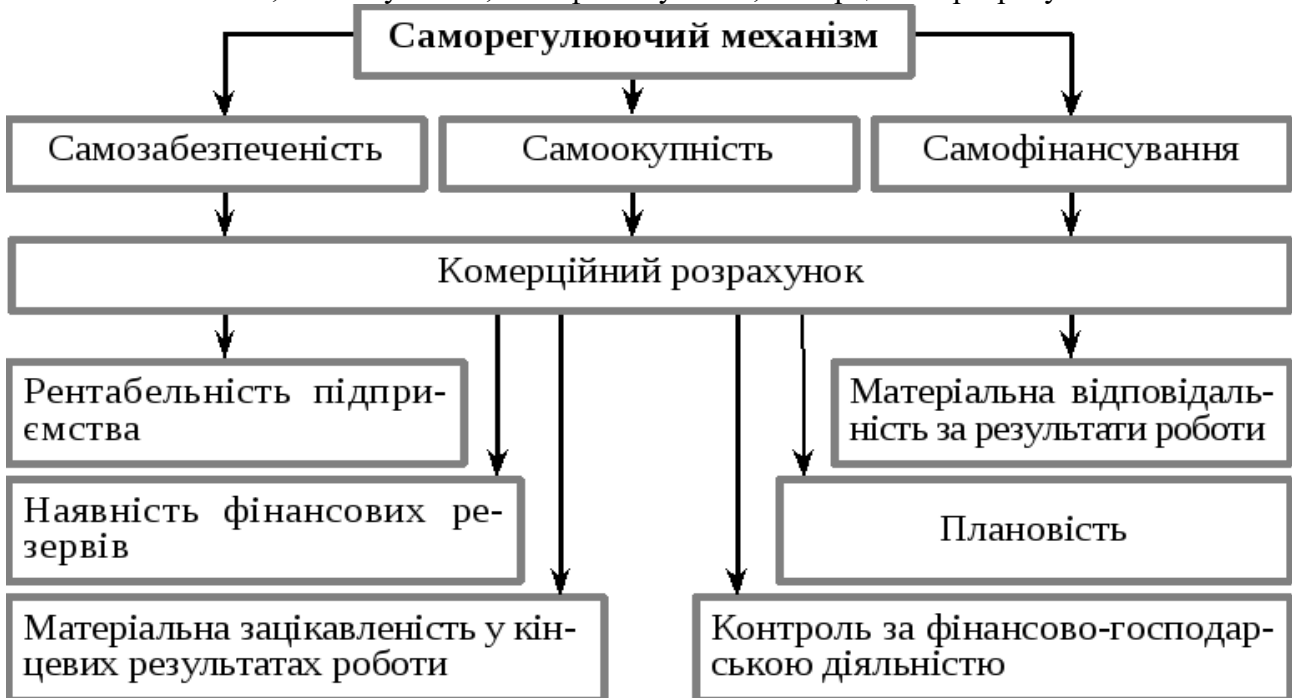 Саморегулюючий механізм
Самозабезпеченість
Самоокупність
Самофінансування
Комерційний розрахунок
Рентабельність підпри-
ємства
Матеріальна відповідаль-
ність за результати роботи
Наявність фінансових ре-
зервів
Плановість
Матеріальна зацікавленість у кін-
цевих результатах роботи
Контроль за фінансово-господар-
ською діяльністю